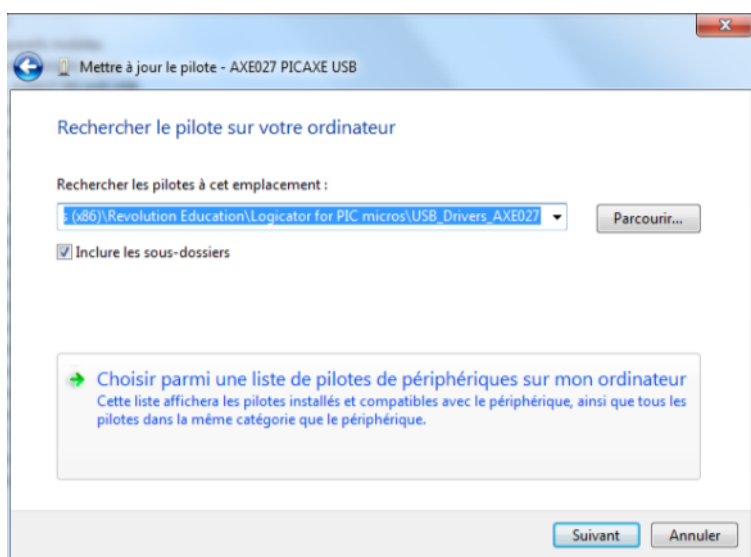 Mettre à jour le pilote - AXE027 PICAXE USB
Rechercher le pilote sur votre ordinateur
Rechercher les pilotes à cet emplacement :
s (x86)\Revolution Education\Logicator for PIC micros\USB_Drivers_AXE027
Parcourir...
Inclure les sous-dossiers
Choisir parmi une liste de pilotes de périphériques sur mon ordinateur
Cette liste affichera les pilotes installés et compatibles avec le périphérique, ainsi que tous les
pilotes dans la même catégorie que le périphérique.
Suivant
Annuler